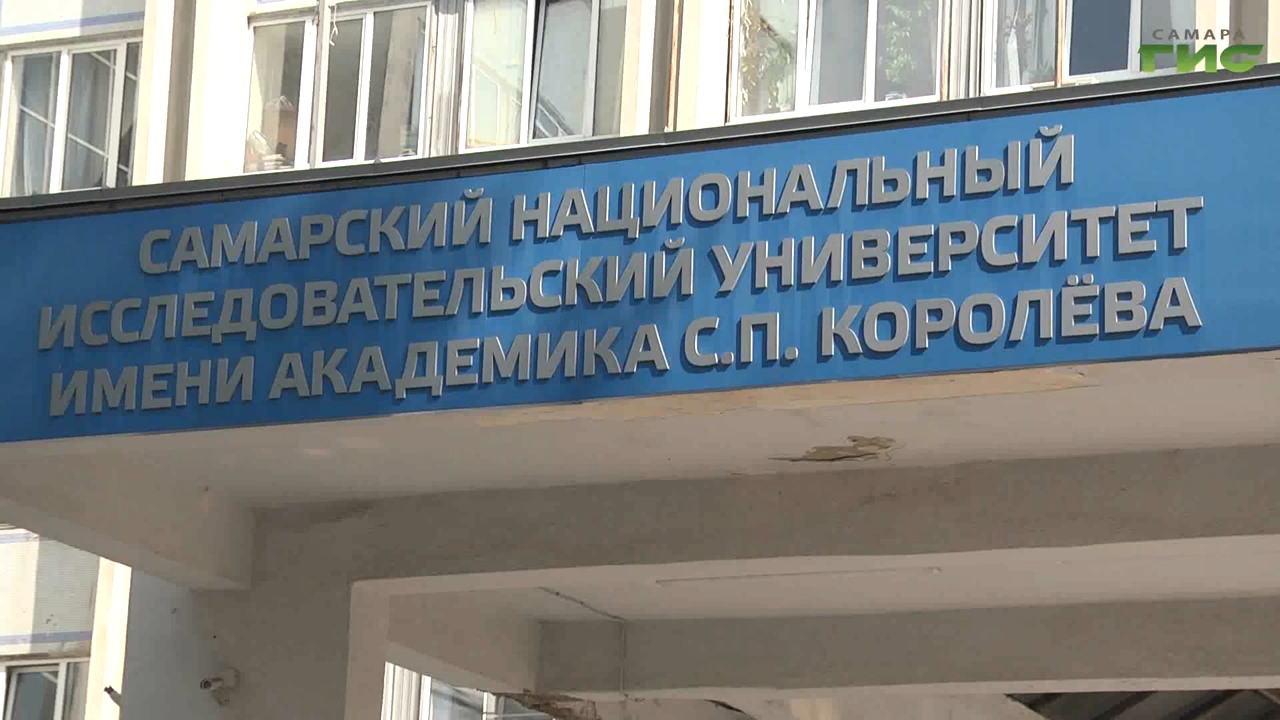 САМАРА
ГИС
САМАРСКИЙ НАЦИОНАЛЬНЫЙ
ИССЛЕДОВАТЕЛЬСКИЙ УНИВЕРСИТЕТ
ИМЕНИ АКАДЕМИКА С.П. КОРОЛЁВА